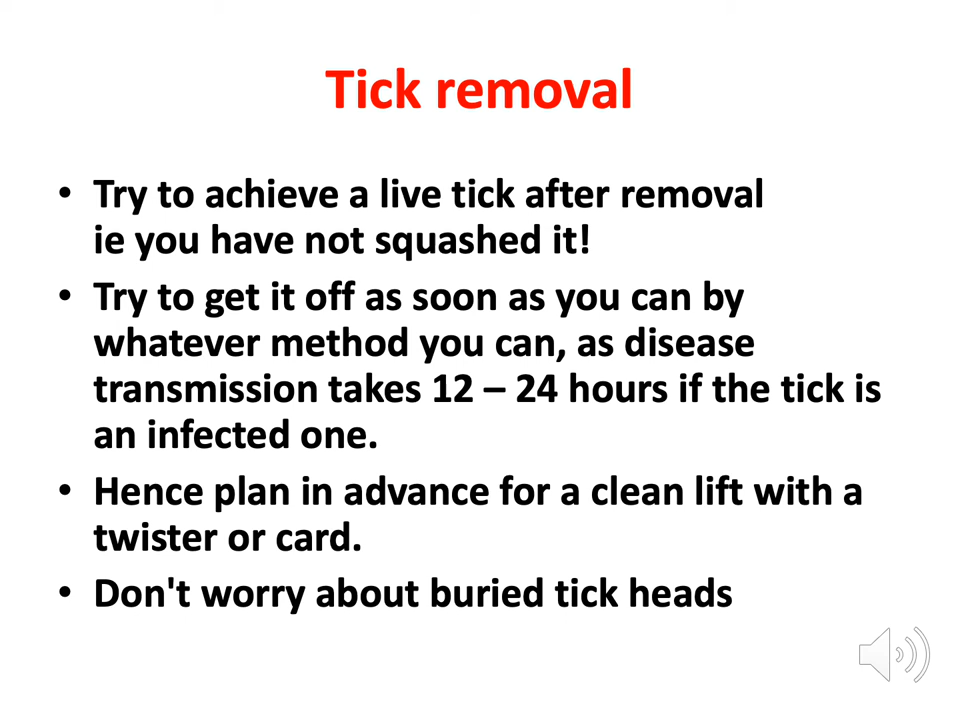 Tick removal
• Try to achieve a live tick after removal
ie you have not squashed it!
• Try to get it off as soon as you can by
whatever method you can, as disease
transmission takes 12 – 24 hours if the tick is
an infected one.
• Hence plan in advance for a clean lift with a
twister or card.
• Don't worry about buried tick heads